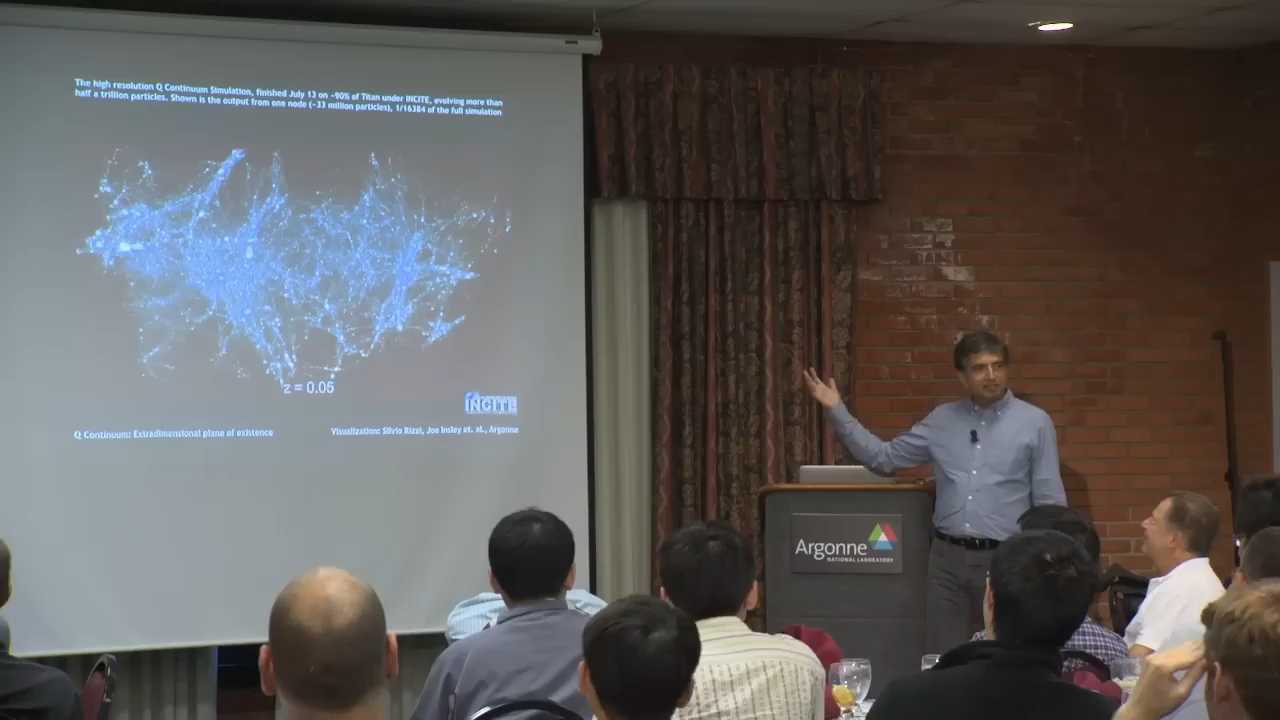 The high resolution Q Continuum Simulation, finished July 13 on ~90% of Titan under INCITE, evolving more than
half a trillion particles. Shown is the output from one node (~33 million particles), 1/16384 of the full simulation
z = 0.05
INCITE
Q Continuum: Extradimensional plane of existence
Visualization: Silvio Rizzi, Joe Insley et. al., Argonne
Argonne
NATIONAL LABORATORY